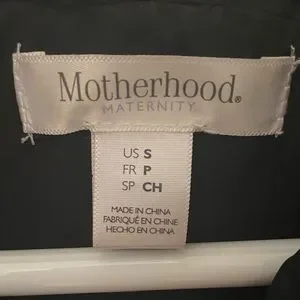 Motherhood®
MATERNITY
US S
FR P
SP CH
MADE IN CHINA
FABRIQUÉ EN CHINE
HECHO EN CHINA